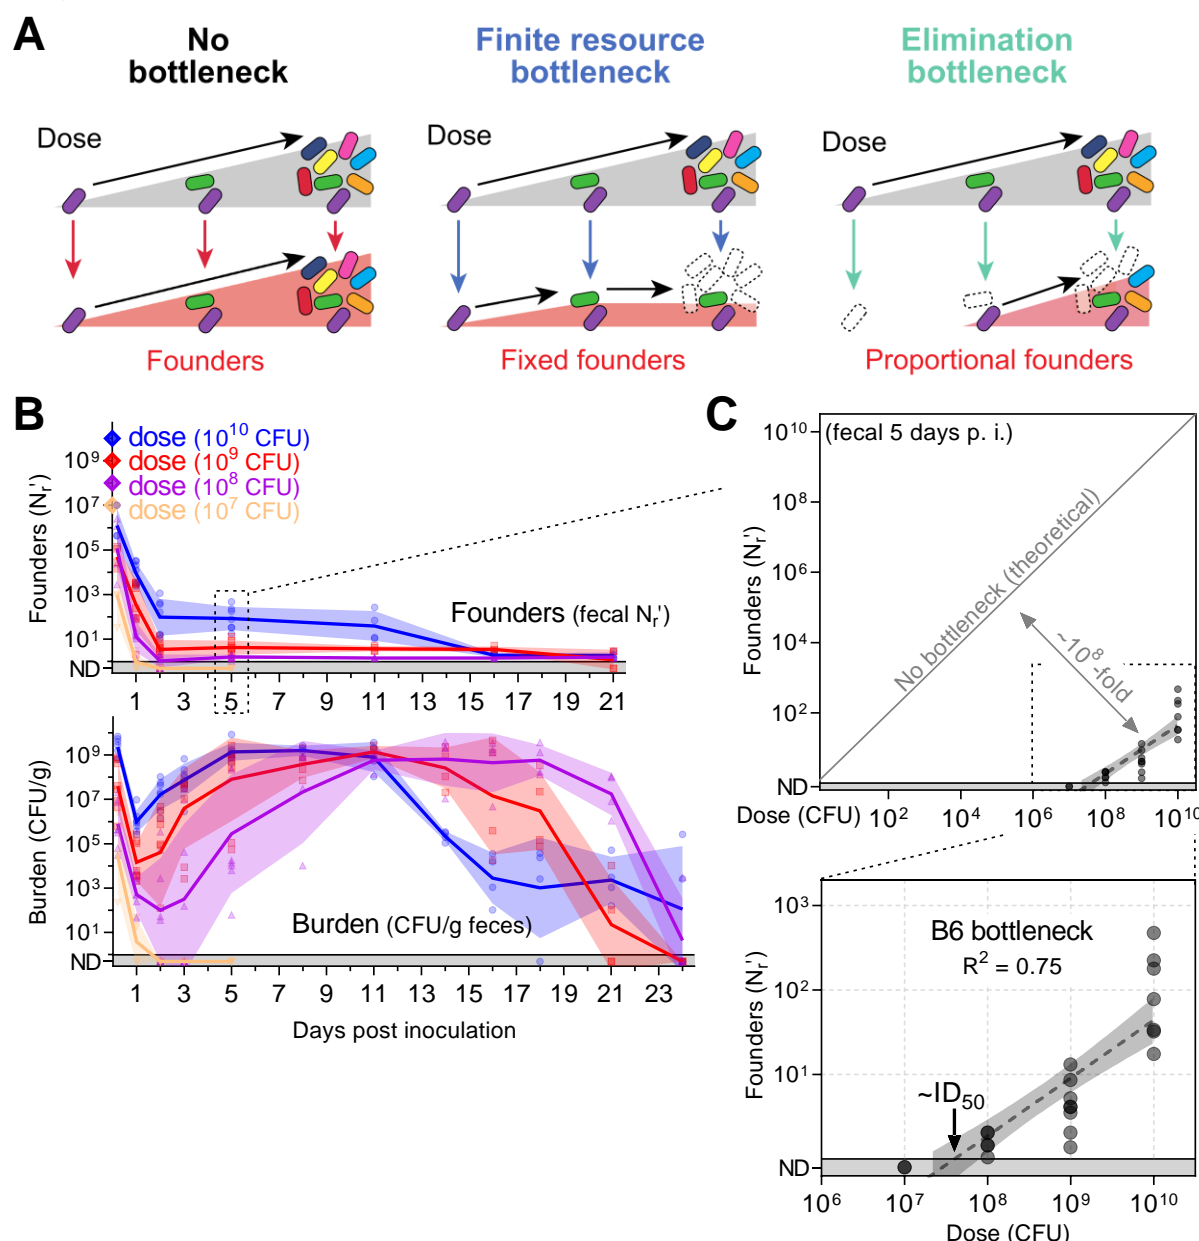 A
No
bottleneck
Finite resource
bottleneck
Elimination
bottleneck
Dose
Dose
Dose
Founders
Fixed founders
Proportional founders
B
dose (10¹⁰ CFU)
dose (10⁹ CFU)
dose (10⁸ CFU)
dose (10⁷ CFU)
Founders (Nᵣ')
10⁹
10⁷
10⁵
10³
10¹
ND
Founders (fecal Nᵣ')
1 3 5 7 9 11 13 15 17 19 21
Burden (CFU/g)
10⁹
10⁷
10⁵
10³
10¹
ND
Burden (CFU/g feces)
1 3 5 7 9 11 13 15 17 19 21 23
Days post inoculation
C
(fecal 5 days p. i.)
Founders (Nᵣ')
10¹⁰
10⁸
10⁶
10⁴
10²
ND
No bottleneck (theoretical)
~10⁸-fold
Dose (CFU) 10² 10⁴ 10⁶ 10⁸ 10¹⁰
B6 bottleneck
R² = 0.75
Founders (Nᵣ')
10³
10²
10¹
ND
~ID₅₀
10⁶ 10⁷ 10⁸ 10⁹ 10¹⁰
Dose (CFU)